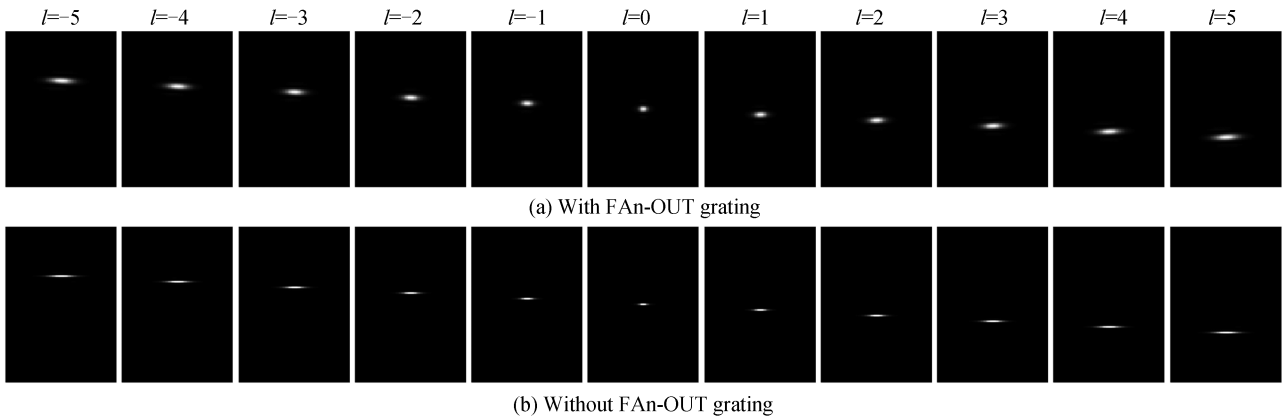 l=−5 l=−4 l=−3 l=−2 l=−1 l=0 l=1 l=2 l=3 l=4 l=5
(a) With FAn-OUT grating
(b) Without FAn-OUT grating